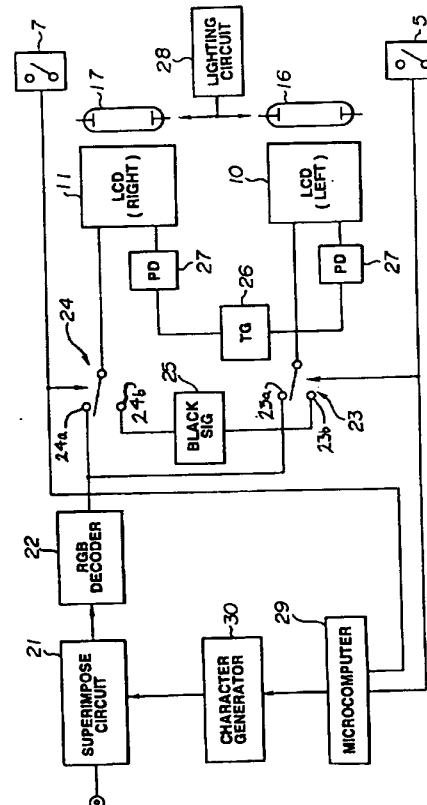 7
17
28
LIGHTING
CIRCUIT
16
5
11
LCD
(RIGHT)
10
LCD
(LEFT)
PD
27
26
TG
PD
27
24
24a
24b
25
BLACK
SIG
23a
23b
23
22
RGB
DECODER
21
SUPERIMPOSE
CIRCUIT
30
CHARACTER
GENERATOR
29
MICROCOMPUTER